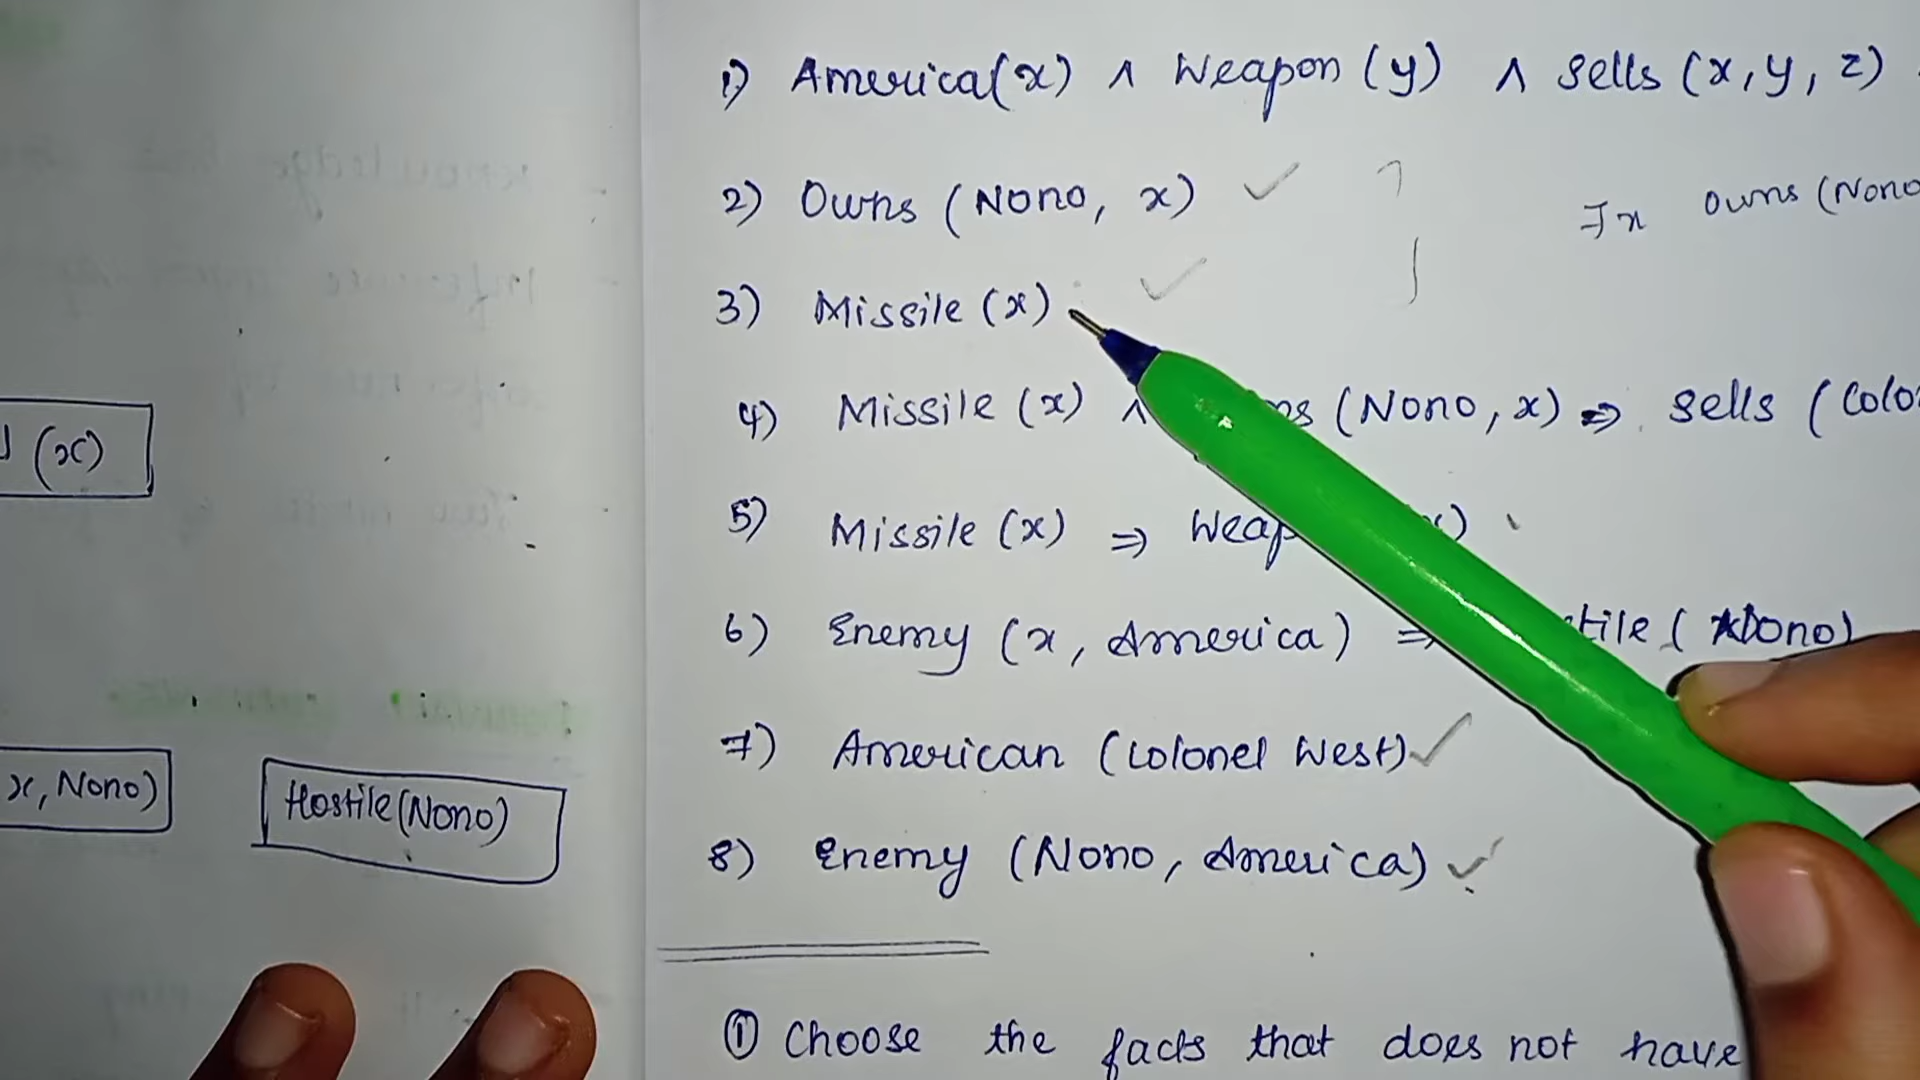 1) America(x) ∧ Weapon (y) ∧ Sells (x, y, z)
2) Owns (Nono, x) ✓
∃x Owns (Nono
3) Missile (x) ✓
4) Missile (x) ∧ (Nono, x) ⇒ Sells (Colo
5) Missile (x) ⇒ Weap
6) Enemy (x, America) ⇒ tile (Nono)
7) American (Colonel West) ✓
8) Enemy (Nono, America) ✓
① Choose the facts that does not have
(x)
x, Nono)
Hostile (Nono)